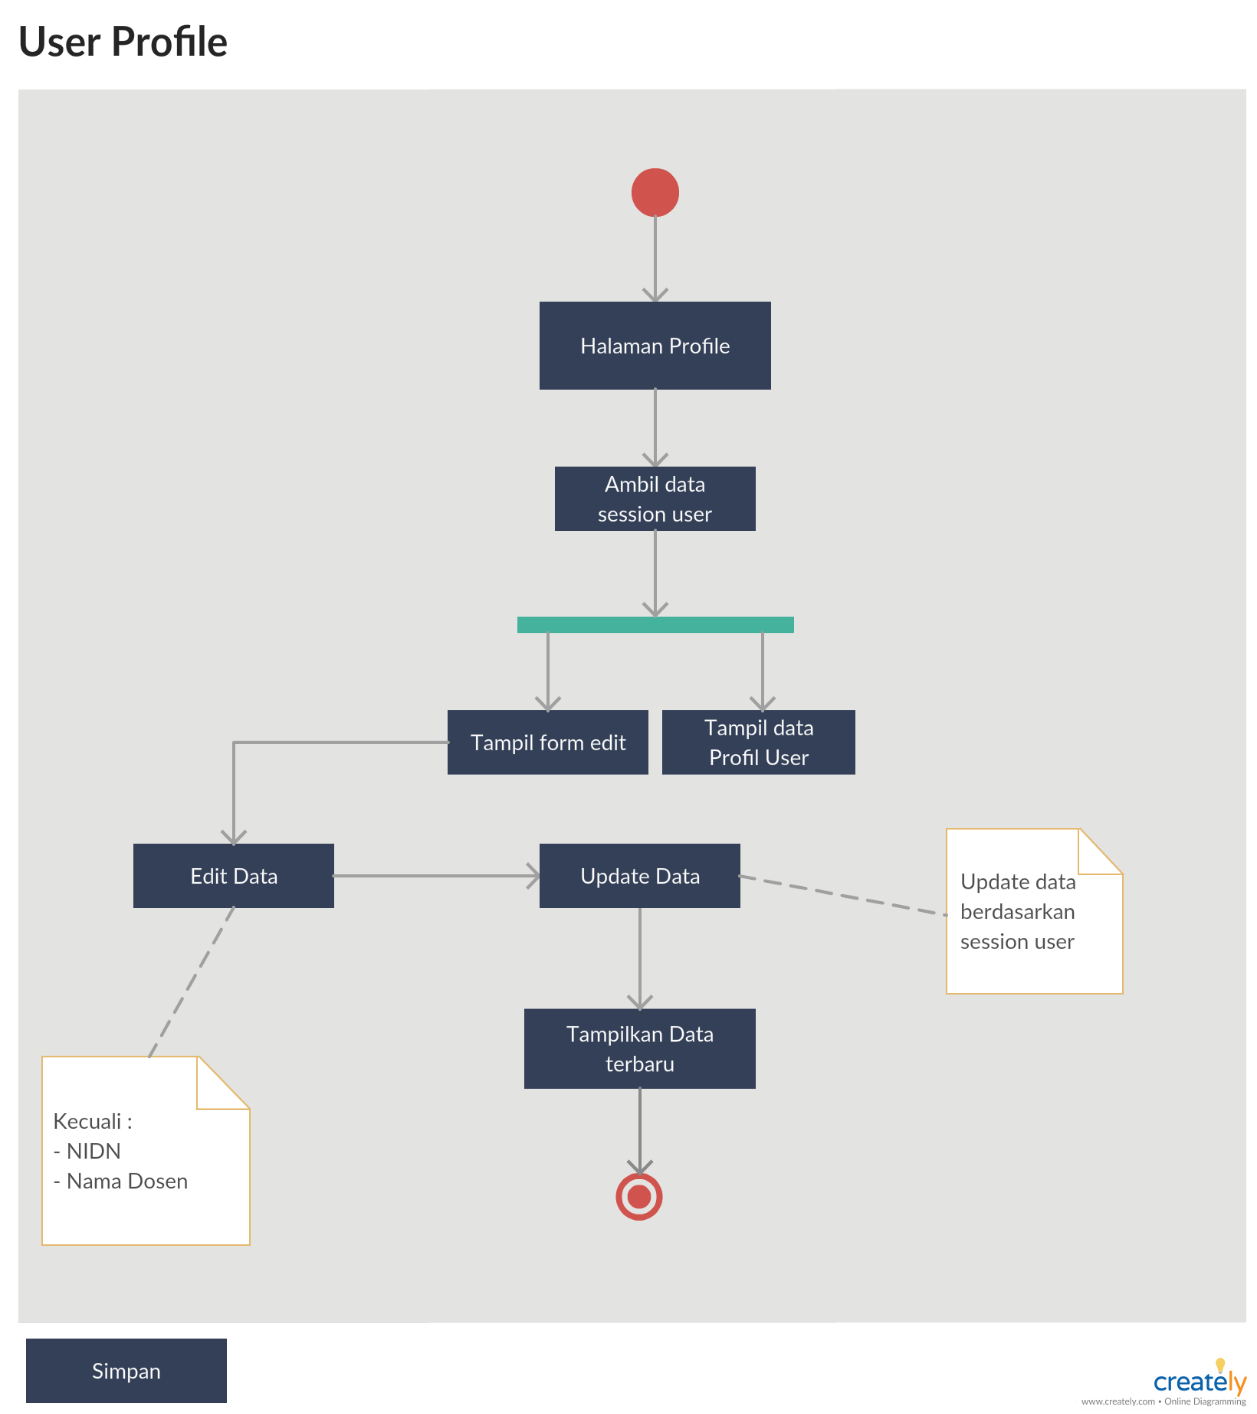 User Profile
Halaman Profile
Ambil data
session user
Tampil form edit
Tampil data
Profil User
Edit Data
Update Data
Update data
berdasarkan
session user
Tampilkan Data
terbaru
Kecuali :
- NIDN
- Nama Dosen
Simpan
creately
www.creately.com • Online Diagramming